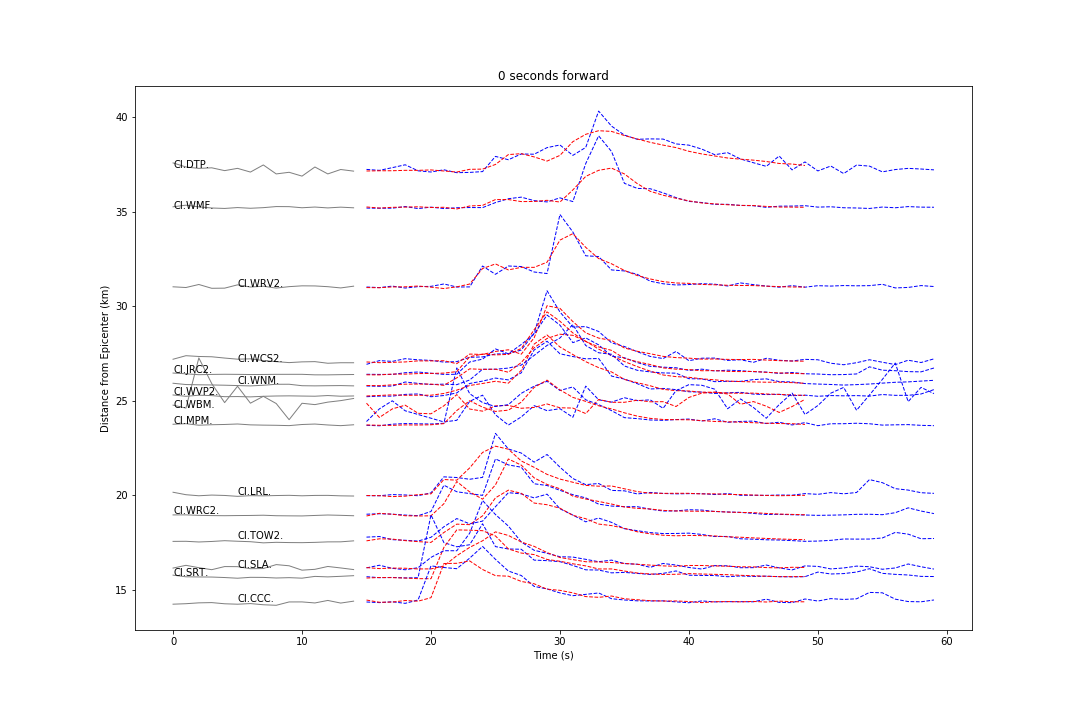 0 seconds forward
40
CI.DTP.
35
CI.WMF.
CI.WRV2.
30
CI.WCS2.
CI.JRC2.
CI.WNM.
CI.WVP2.
CI.WBM.
25
CI.MPM.
CI.LRL.
20
CI.WRC2.
CI.TOW2.
CI.SLA.
CI.SRT.
15
CI.CCC.
Distance from Epicenter (km)
0 10 20 30 40 50 60
Time (s)